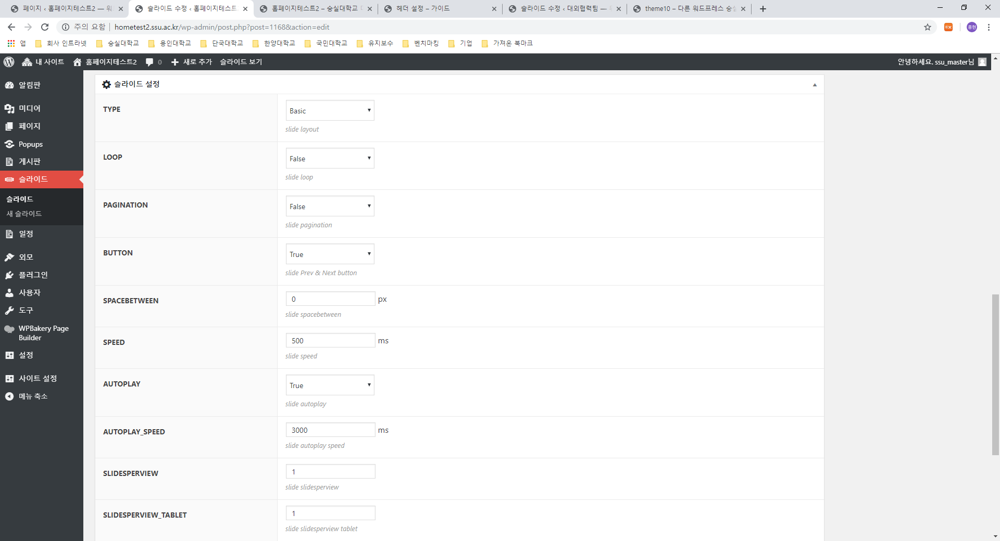 페이지 ‹ 홈페이지테스트2 — 워
슬라이드 수정 ‹ 홈페이지테스트
홈페이지테스트2 – 숭실대학교
헤더 설정 – 가이드
슬라이드 수정 ‹ 대외협력팀 —
theme10 – 다른 워드프레스 숭실
주의 요함
hometest2.ssu.ac.kr/wp-admin/post.php?post=1168&action=edit
종현
앱
회사 인트라넷
숭실대학교
용인대학교
단국대학교
한양대학교
국민대학교
유지보수
벤치마킹
기업
가져온 북마크
내 사이트
홈페이지테스트2
0
새로 추가
슬라이드 보기
안녕하세요. ssu_master님
알림판
미디어
페이지
Popups
게시판
슬라이드
슬라이드
새 슬라이드
일정
외모
플러그인
사용자
도구
WPBakery Page
Builder
설정
사이트 설정
메뉴 축소
슬라이드 설정
TYPE
Basic
slide layout
LOOP
False
slide loop
PAGINATION
False
slide pagination
BUTTON
True
slide Prev & Next button
SPACEBETWEEN
0 px
slide spacebetween
SPEED
500 ms
slide speed
AUTOPLAY
True
slide autoplay
AUTOPLAY_SPEED
3000 ms
slide autoplay speed
SLIDESPERVIEW
1
slide slidesperview
SLIDESPERVIEW_TABLET
1
slide slidesperview tablet